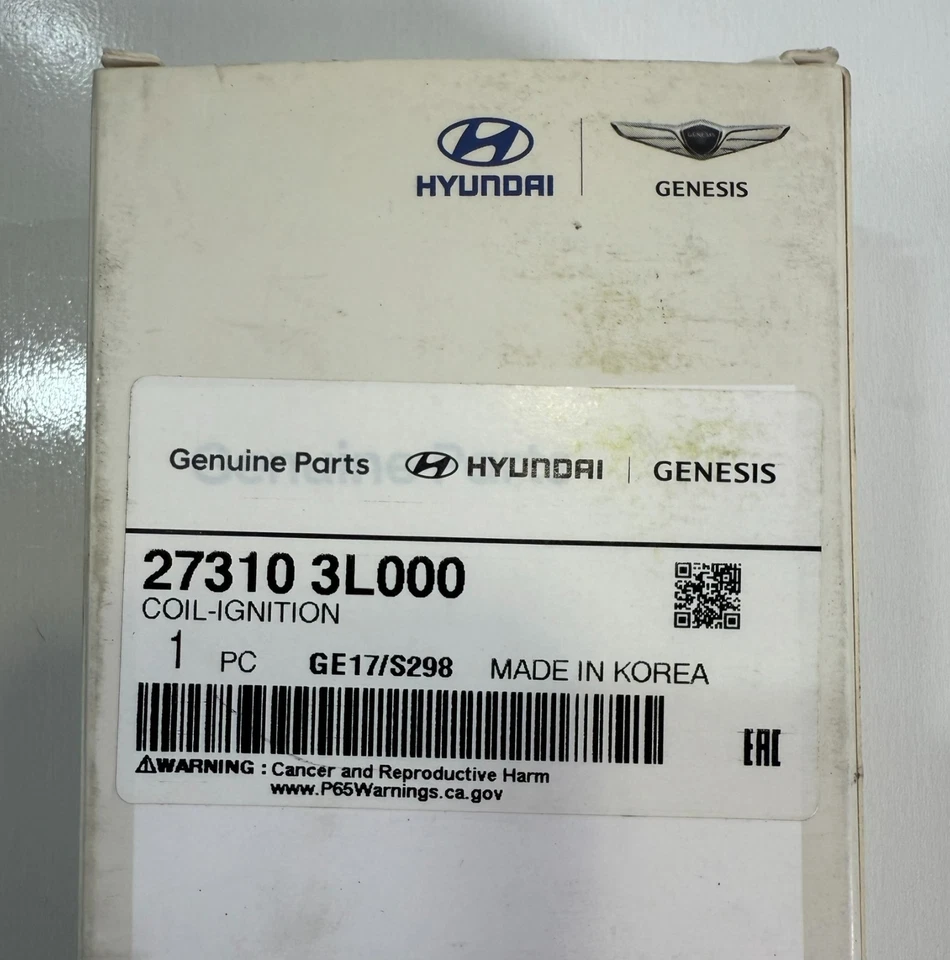 HYUNDAI GENESIS
Genuine Parts HYUNDAI | GENESIS
27310 3L000
COIL-IGNITION
1 PC GE17/S298 MADE IN KOREA
EAC
⚠WARNING : Cancer and Reproductive Harm
www.P65Warnings.ca.gov